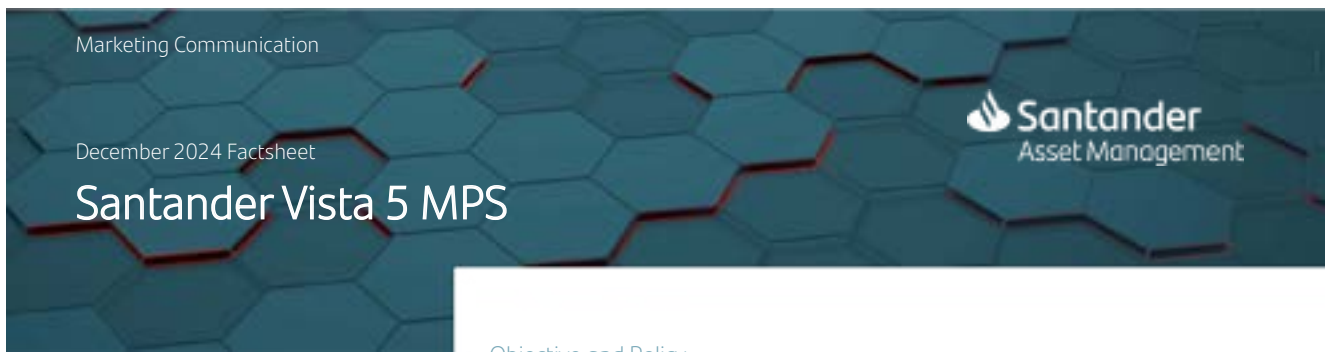 Marketing Communication
Santander
Asset Management
December 2024 Factsheet
Santander Vista 5 MPS
Objective and Policy